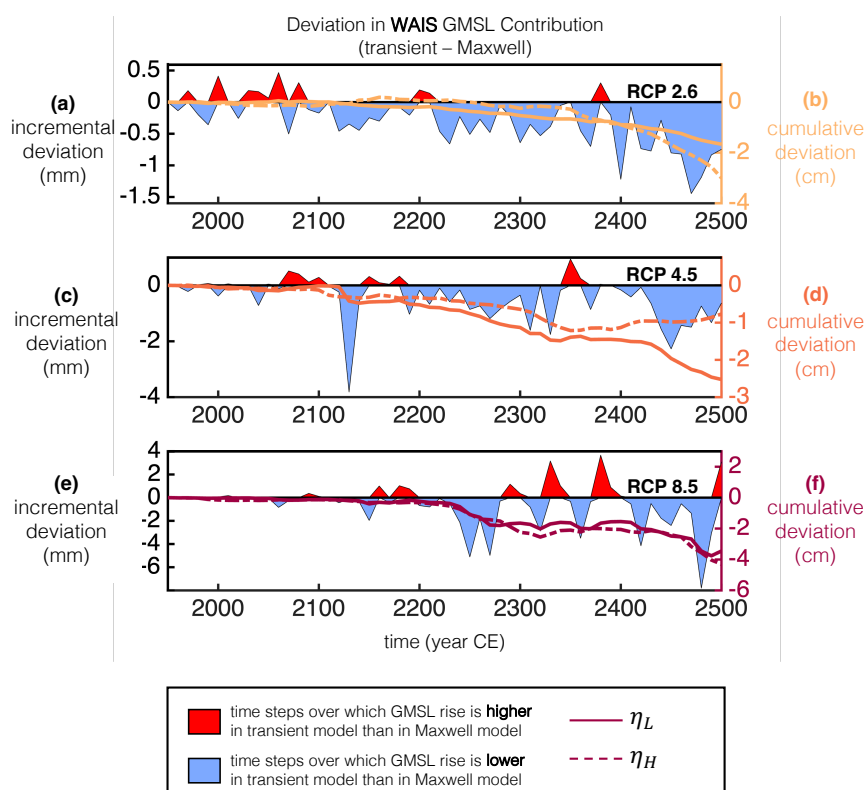 Deviation in WAIS GMSL Contribution
(transient – Maxwell)
(a)
incremental
deviation
(mm)
0.5
0
-0.5
-1
-1.5
RCP 2.6
0
-2
-4
(b)
cumulative
deviation
(cm)
2000
2100
2200
2300
2400
2500
(c)
incremental
deviation
(mm)
0
-2
-4
RCP 4.5
0
-1
-2
-3
(d)
cumulative
deviation
(cm)
2000
2100
2200
2300
2400
2500
(e)
incremental
deviation
(mm)
4
2
0
-2
-4
-6
RCP 8.5
2
0
-2
-4
-6
(f)
cumulative
deviation
(cm)
2000
2100
2200
2300
2400
2500
time (year CE)
time steps over which GMSL rise is higher
in transient model than in Maxwell model
time steps over which GMSL rise is lower
in transient model than in Maxwell model
η_L
η_H